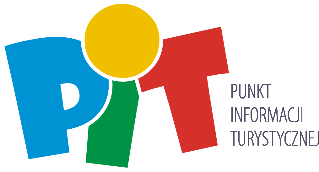 PiT
PUNKT
INFORMACJI
TURYSTYCZNEJ